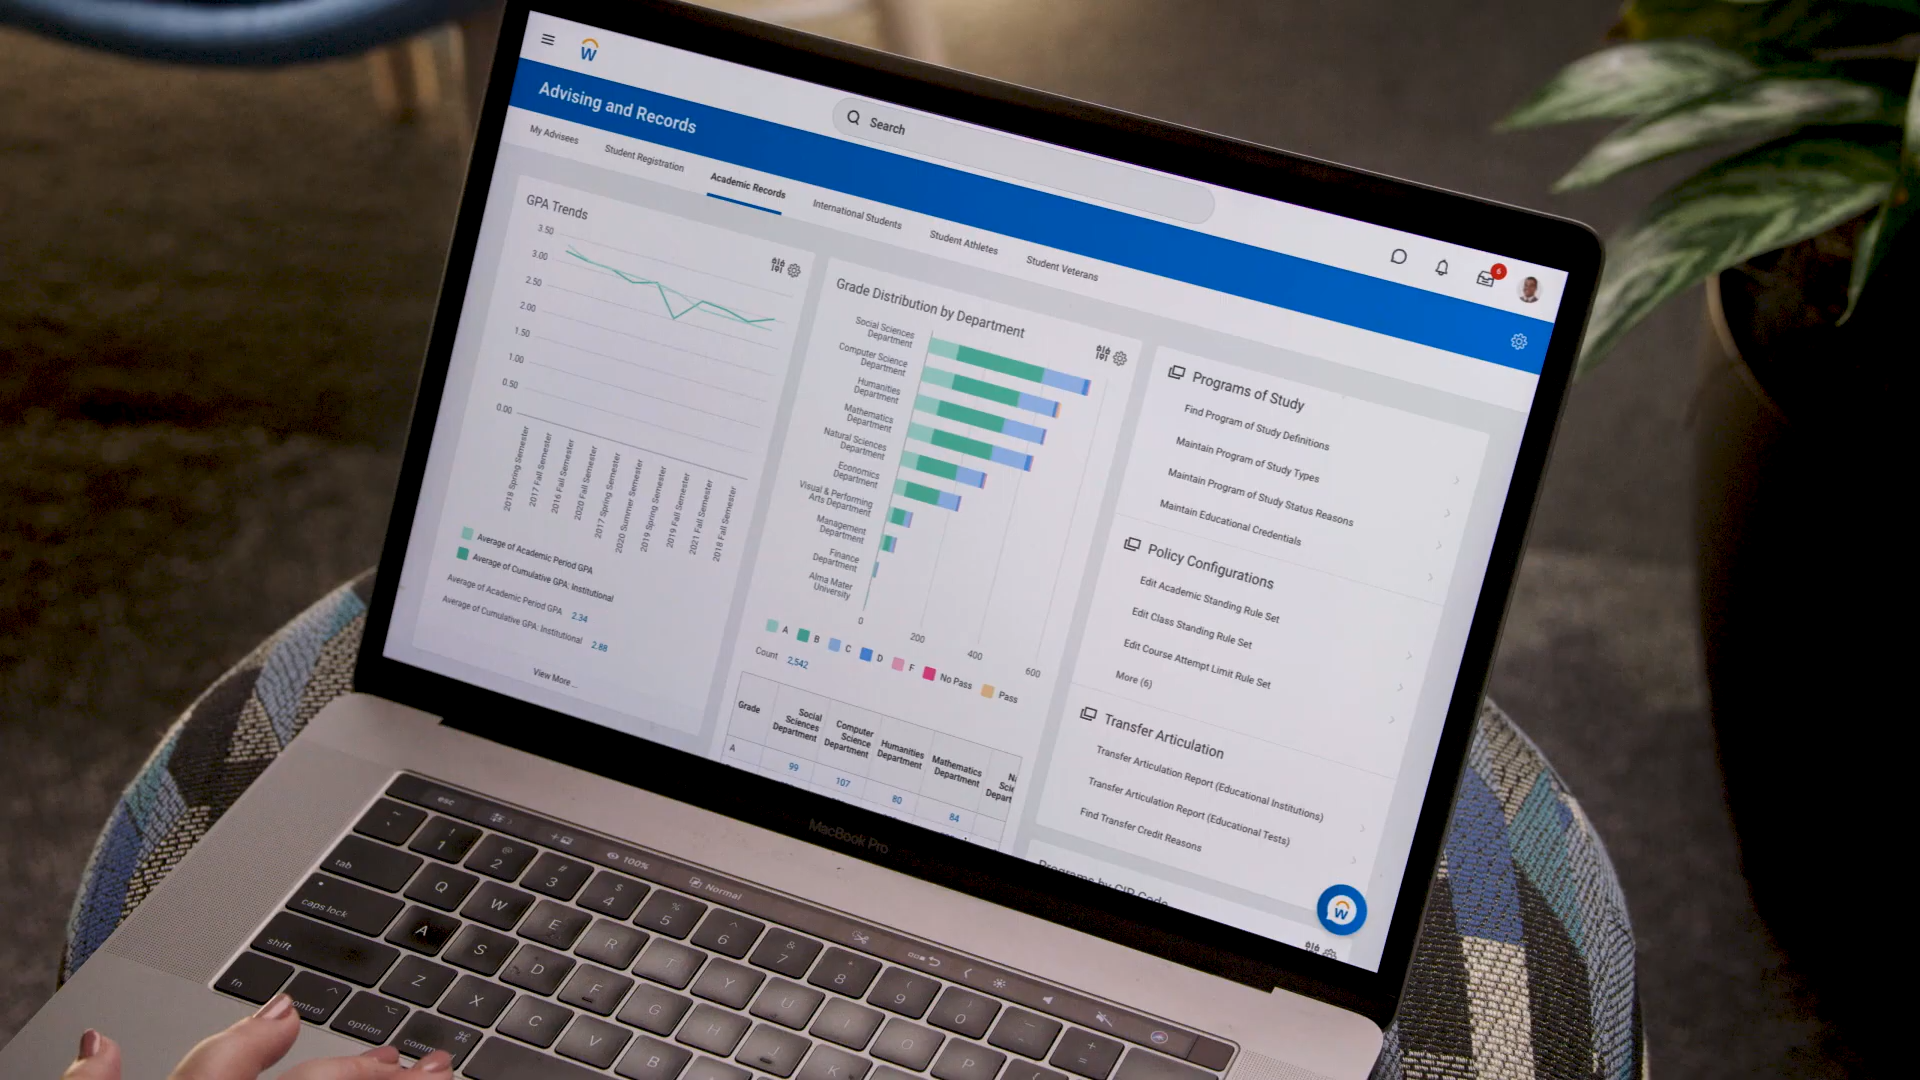 W
Search
6
Advising and Records
My Advisees
Student Registration
Academic Records
International Students
Student Athletes
Student Veterans
GPA Trends
3.50
3.00
2.50
2.00
1.50
1.00
0.50
0.00
2018 Spring Semester
2017 Fall Semester
2016 Fall Semester
2020 Fall Semester
2017 Spring Semester
2020 Summer Semester
2019 Spring Semester
2019 Fall Semester
2021 Fall Semester
2018 Fall Semester
Average of Academic Period GPA
Average of Cumulative GPA: Institutional
Average of Academic Period GPA 2.34
Average of Cumulative GPA: Institutional 2.88
View More ...
Grade Distribution by Department
Social Sciences
Department
Computer Science
Department
Humanities
Department
Mathematics
Department
Natural Sciences
Department
Economics
Department
Visual & Performing
Arts Department
Management
Department
Finance
Department
Alma Mater
University
0
200
400
600
A
B
C
D
F
No Pass
Pass
Count 2,542
Grade
Social
Sciences
Department
Computer
Science
Department
Humanities
Department
Mathematics
Department
A
99
107
80
84
Programs of Study
Find Program of Study Definitions
Maintain Program of Study Types
Maintain Program of Study Status Reasons
Maintain Educational Credentials
Policy Configurations
Edit Academic Standing Rule Set
Edit Class Standing Rule Set
Edit Course Attempt Limit Rule Set
More (6)
Transfer Articulation
Transfer Articulation Report (Educational Institutions)
Transfer Articulation Report (Educational Tests)
Find Transfer Credit Reasons
Programs by CIP Code
W
MacBook Pro
esc
100%
Normal
~ ! @ # $ % ^ & * ( )
1 2 3 4 5 6 7 8 9 0 - + =
tab Q W E R T Y U I O P
caps lock A S D F G H J K
shift Z X C V B
fn control option